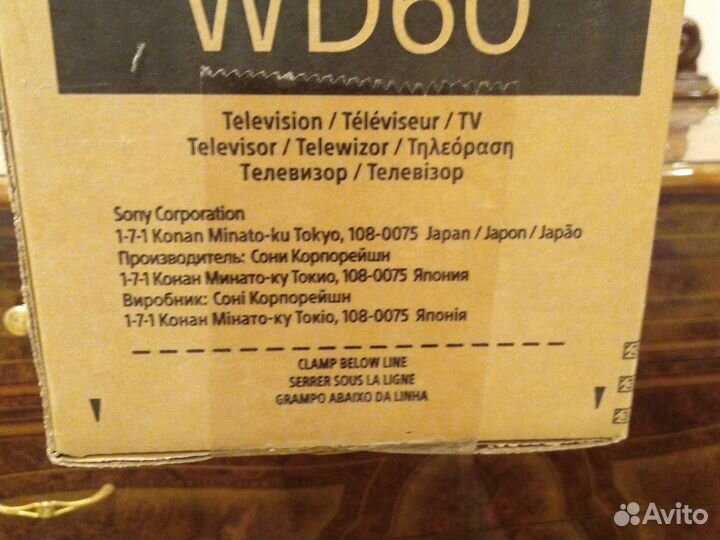 WD60
Television / Téléviseur / TV
Televisor / Telewizor / Τηλεόραση
Телевизор / Телевізор
Sony Corporation
1-7-1 Konan Minato-ku Tokyo, 108-0075 Japan / Japon / Japão
Производитель: Сони Корпорейшн
1-7-1 Конан Минато-ку Токио, 108-0075 Япония
Виробник: Соні Корпорейшн
1-7-1 Конан Мінато-ку Токіо, 108-0075 Японія
CLAMP BELOW LINE
SERRER SOUS LA LIGNE
GRAMPO ABAIXO DA LINHA
Avito